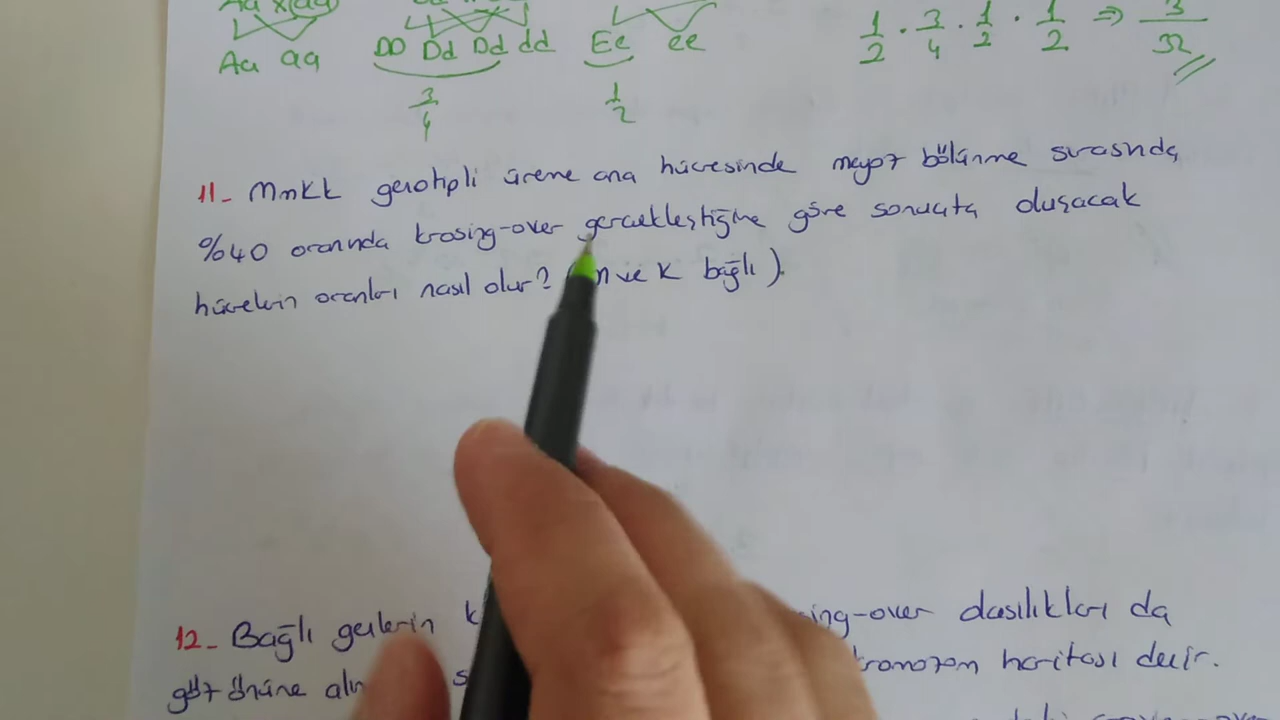 Aa aa DD Dd Dd dd Ee ee
1/2 . 3/4 . 1/2 . 1/2 => 3/32
3/4 1/2
11- MmKk genotipli üreme ana hücresinde mayoz bölünme sırasında
%40 oranında krosing-over gerçekleştiğine göre sonuçta oluşacak
hücrelerin oranları nasıl olur? ve K bağlı).
12- Bağlı genlerin over dasılıkları da
göz önüne kromozom haritası denir.